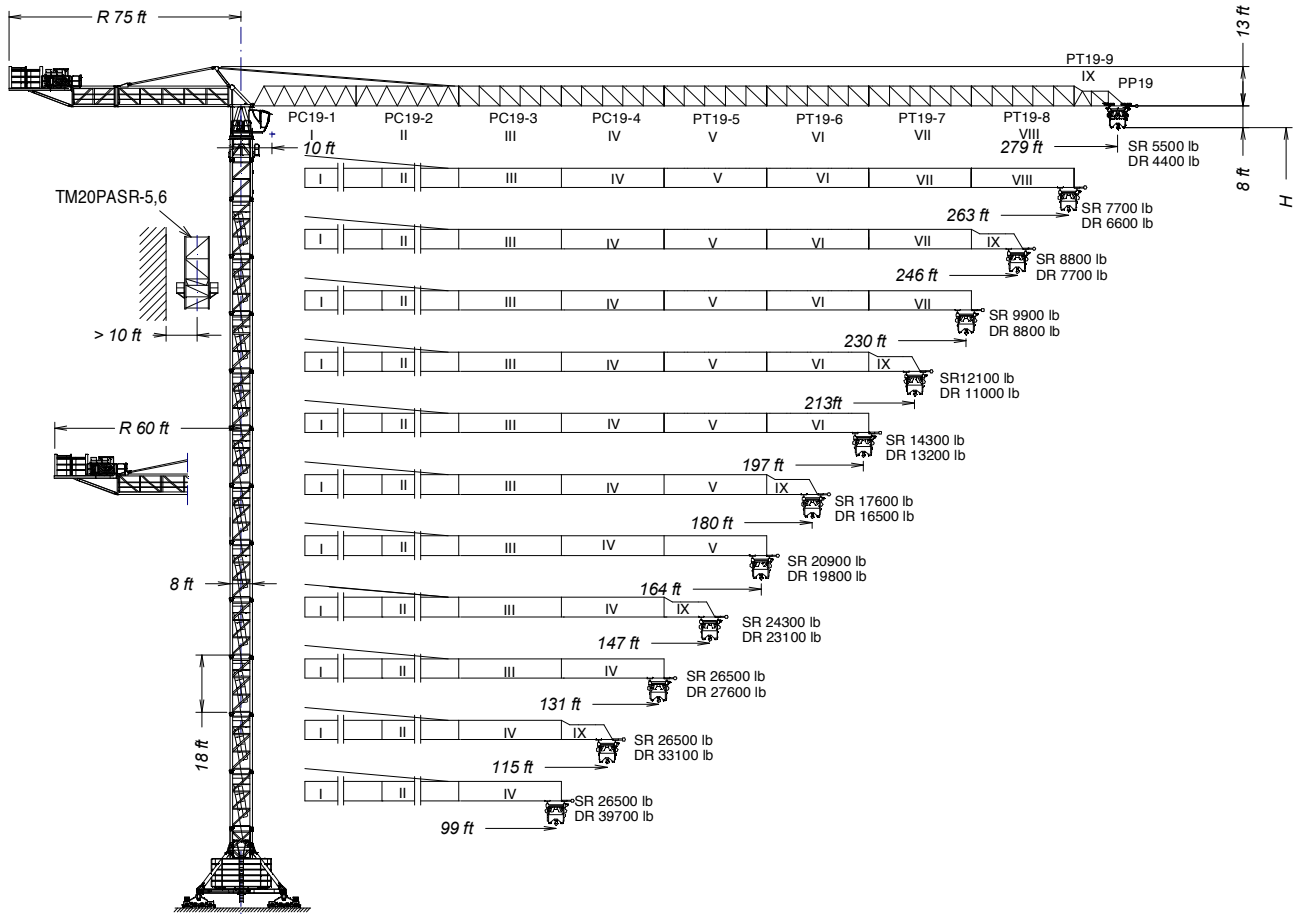 R 75 ft
13 ft
PT19-9
IX
PP19
PC19-1
PC19-2
PC19-3
PC19-4
PT19-5
PT19-6
PT19-7
PT19-8
I
II
III
IV
V
VI
VII
VIII
10 ft
279 ft
SR 5500 lb
DR 4400 lb
8 ft
H
I
II
III
IV
V
VI
VII
VIII
TM20PASR-5,6
263 ft
SR 7700 lb
DR 6600 lb
I
II
III
IV
V
VI
VII
IX
246 ft
SR 8800 lb
DR 7700 lb
I
II
III
IV
V
VI
VII
> 10 ft
230 ft
SR 9900 lb
DR 8800 lb
I
II
III
IV
V
VI
IX
213ft
SR12100 lb
DR 11000 lb
I
II
III
IV
V
VI
R 60 ft
197 ft
SR 14300 lb
DR 13200 lb
I
II
III
IV
V
IX
180 ft
SR 17600 lb
DR 16500 lb
I
II
III
IV
V
8 ft
164 ft
SR 20900 lb
DR 19800 lb
I
II
III
IV
IX
147 ft
SR 24300 lb
DR 23100 lb
I
II
III
IV
131 ft
SR 26500 lb
DR 27600 lb
18 ft
I
II
IV
IX
115 ft
SR 26500 lb
DR 33100 lb
I
II
IV
99 ft
SR 26500 lb
DR 39700 lb